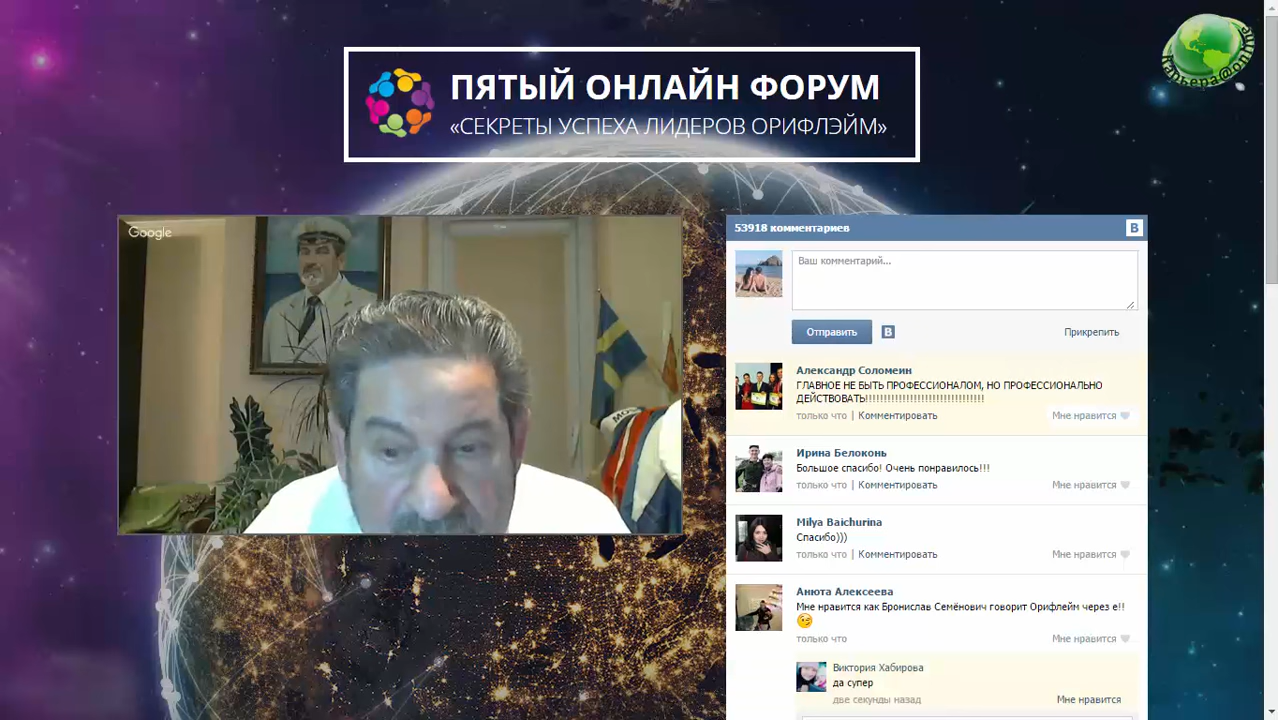 ПЯТЫЙ ОНЛАЙН ФОРУМ
«СЕКРЕТЫ УСПЕХА ЛИДЕРОВ ОРИФЛЭЙМ»
карьера@online
Google
53918 комментариев
В
Ваш комментарий...
Отправить
В
Прикрепить
Александр Соломеин
ГЛАВНОЕ НЕ БЫТЬ ПРОФЕССИОНАЛОМ, НО ПРОФЕССИОНАЛЬНО
ДЕЙСТВОВАТЬ!!!!!!!!!!!!!!!!!!!!!!!!!!!!!!!
только что | Комментировать
Мне нравится
Ирина Белоконь
Большое спасибо! Очень понравилось!!!
только что | Комментировать
Мне нравится
Milya Baichurina
Спасибо)))
только что | Комментировать
Мне нравится
Анюта Алексеева
Мне нравится как Бронислав Семёнович говорит Орифлейм через е!!
только что
Мне нравится
Виктория Хабирова
да супер
две секунды назад
Мне нравится